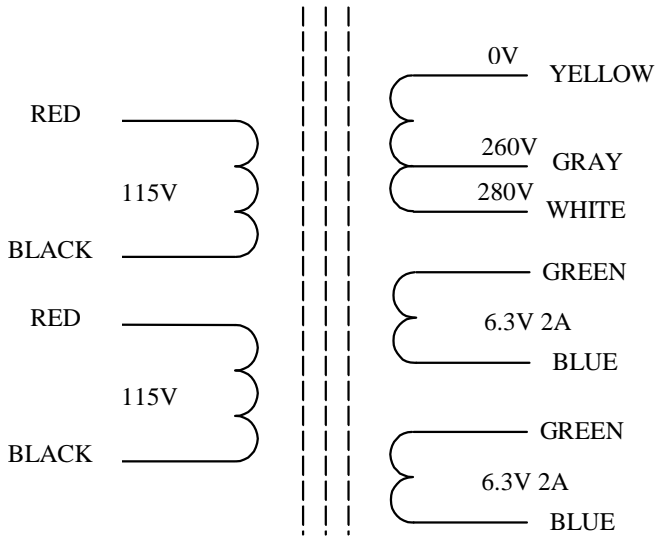 RED
115V
BLACK
RED
115V
BLACK
0V
YELLOW
260V
GRAY
280V
WHITE
GREEN
6.3V 2A
BLUE
GREEN
6.3V 2A
BLUE